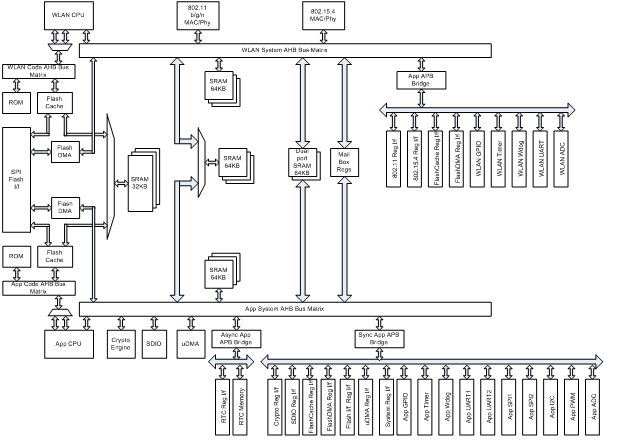 WLAN CPU
802.11
b/g/n
MAC/Phy
802.15.4
MAC/Phy
WLAN System AHB Bus Matrix
WLAN Code AHB Bus
Matrix
App APB
Bridge
ROM
Flash
Cache
SRAM
64KB
SPI
Flash
I/f
Flash
DMA
SRAM
32KB
SRAM
64KB
Dual
port
SRAM
64KB
Mail
Box
Regs
802.11 Reg I/f
802.15.4 Reg I/f
FlashCache Reg I/f
FlashDMA Reg I/f
WLAN GPIO
WLAN Timer
WLAN Wdog
WLAN UART
WLAN ADC
Flash
DMA
ROM
Flash
Cache
SRAM
64KB
App Code AHB Bus
Matrix
App System AHB Bus Matrix
App CPU
Crypto
Engine
SDIO
uDMA
Async App
APB Bridge
Sync App APB
Bridge
RTC Reg I/f
RTC Memory
Crypto Reg I/f
SDIO Reg I/f
FlashCache Reg I/f
FlashDMA Reg I/f
Flash I/f Reg I/f
uDMA Reg I/f
System Reg I/f
App GPIO
App Timer
App Wdog
App UART1
App UART2
App SPI1
App SPI2
App I2C
App PWM
App ADC